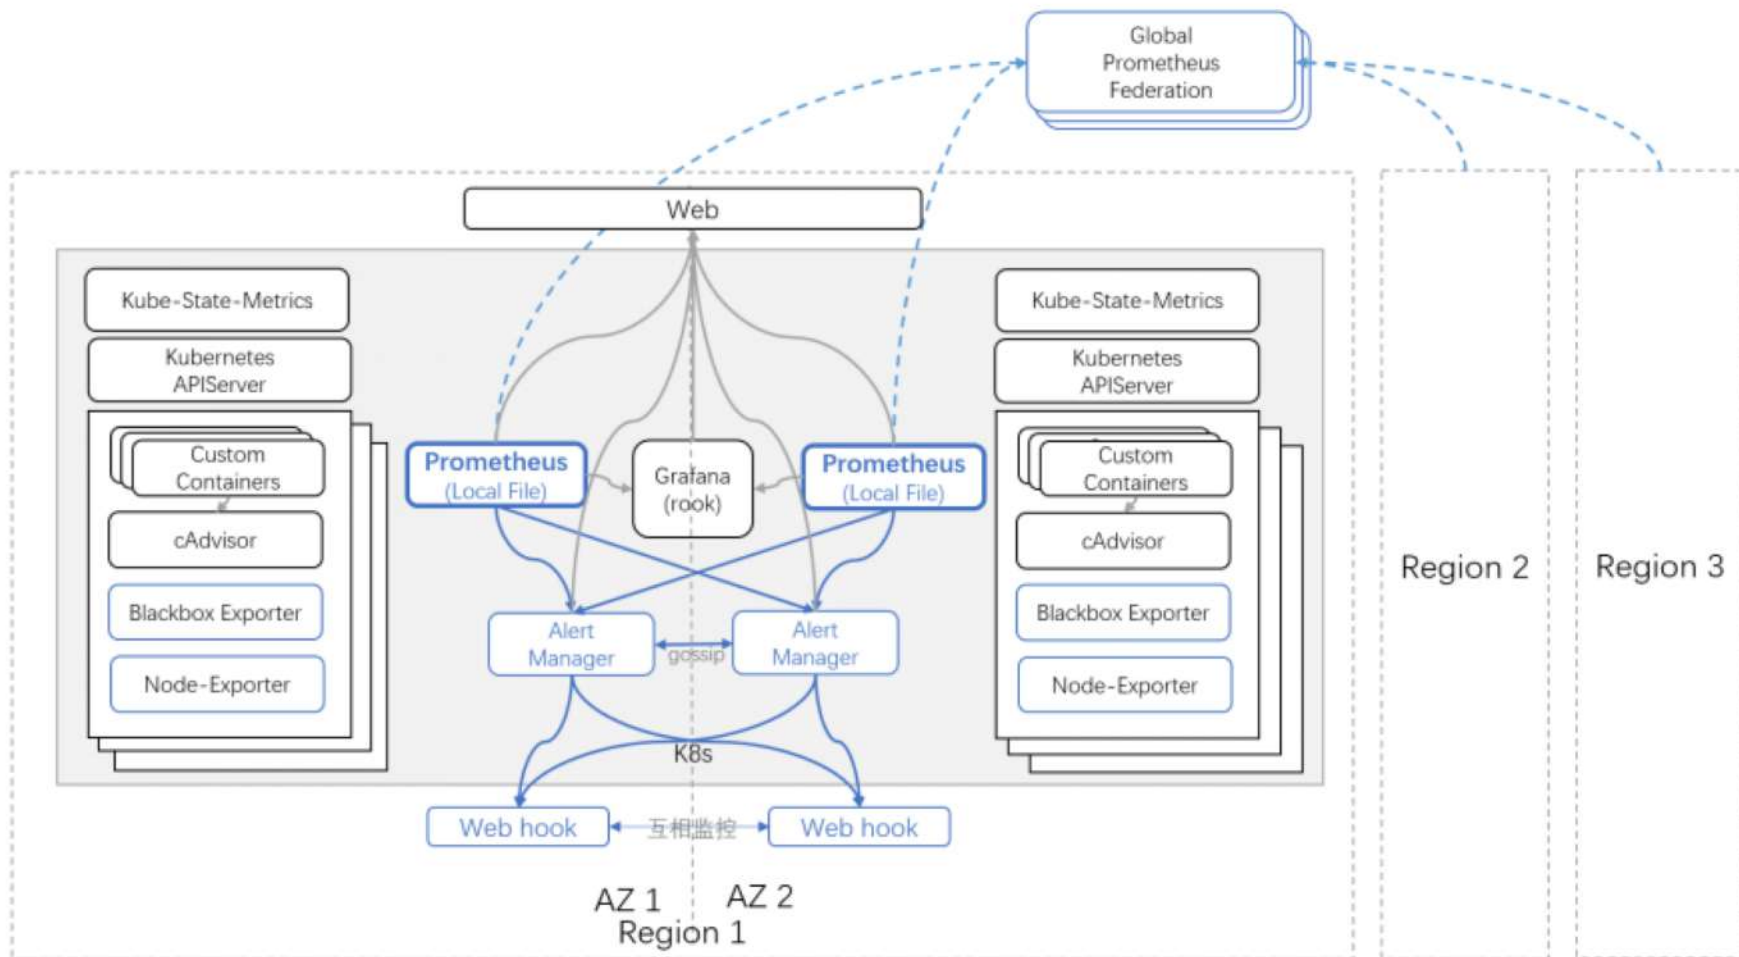 Global
Prometheus
Federation
Web
Kube-State-Metrics
Kubernetes
APIServer
Custom
Containers
cAdvisor
Blackbox Exporter
Node-Exporter
Prometheus
(Local File)
Grafana
(rook)
Prometheus
(Local File)
Alert
Manager
gossip
Alert
Manager
K8s
Web hook
互相监控
Web hook
Kube-State-Metrics
Kubernetes
APIServer
Custom
Containers
cAdvisor
Blackbox Exporter
Node-Exporter
AZ 1
AZ 2
Region 1
Region 2
Region 3